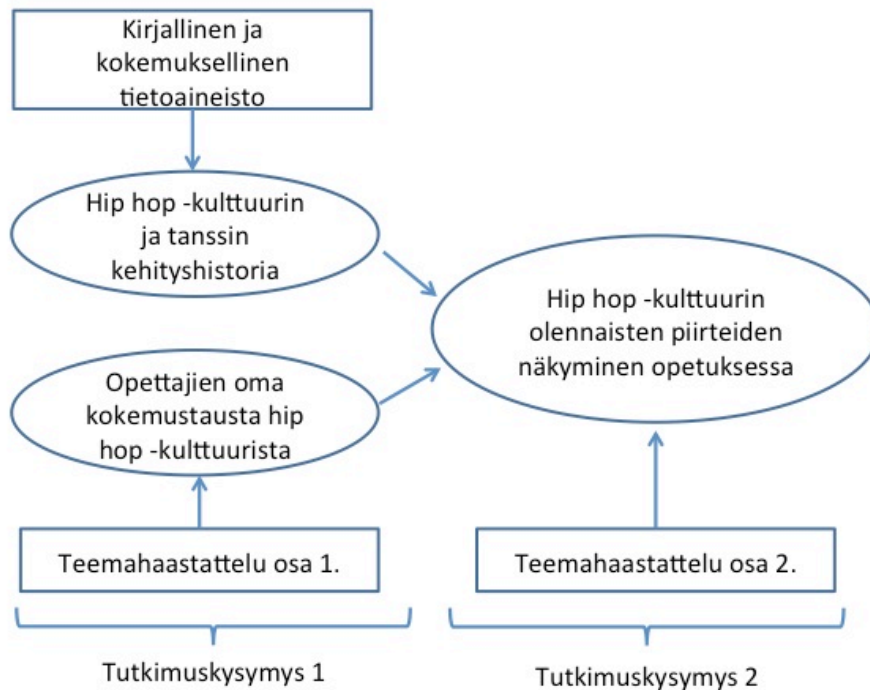 Kirjallinen ja
kokemuksellinen
tietoaineisto
Hip hop -kulttuurin
ja tanssin
kehityshistoria
Hip hop -kulttuurin
olennaisten piirteiden
näkyminen opetuksessa
Opettajien oma
kokemustausta hip
hop -kulttuurista
Teemahaastattelu osa 1.
Teemahaastattelu osa 2.
Tutkimuskysymys 1
Tutkimuskysymys 2